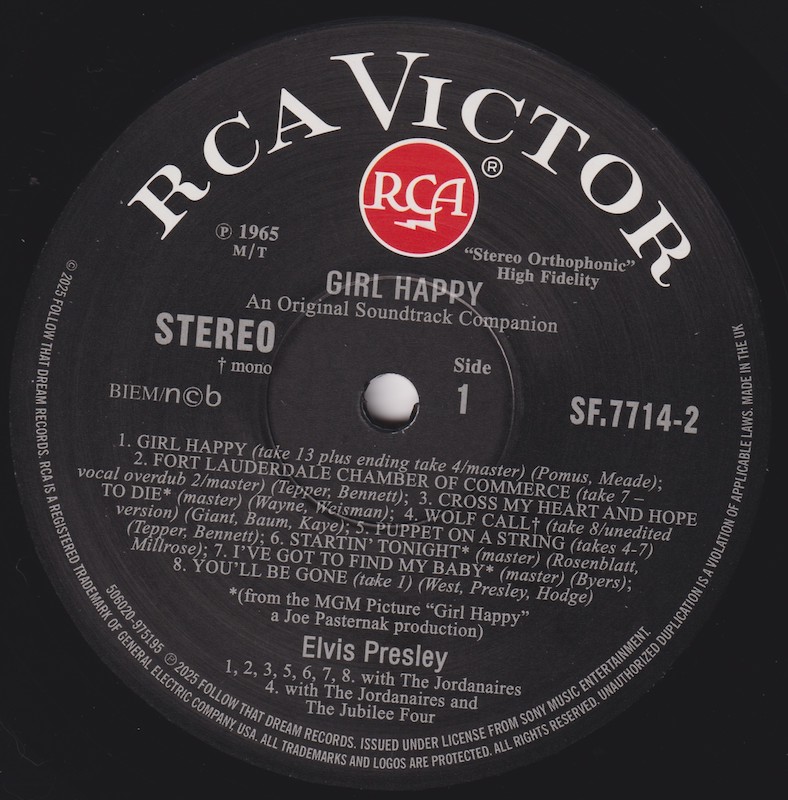 RCA VICTOR
RCA
®
℗ 1965
M/T
"Stereo Orthophonic"
High Fidelity
GIRL HAPPY
An Original Soundtrack Companion
STEREO
† mono
Side
1
BIEM/n©b
SF.7714-2
1. GIRL HAPPY (take 13 plus ending take 4/master) (Pomus, Meade);
2. FORT LAUDERDALE CHAMBER OF COMMERCE (take 7 –
vocal overdub 2/master) (Tepper, Bennett); 3. CROSS MY HEART AND HOPE
TO DIE* (master) (Wayne, Weisman); 4. WOLF CALL† (take 8/unedited
version) (Giant, Baum, Kaye); 5. PUPPET ON A STRING (takes 4-7)
(Tepper, Bennett); 6. STARTIN' TONIGHT* (master) (Rosenblatt,
Millrose); 7. I'VE GOT TO FIND MY BABY* (master) (Byers);
8. YOU'LL BE GONE (take 1) (West, Presley, Hodge)
*(from the MGM Picture "Girl Happy"
a Joe Pasternak production)
Elvis Presley
1, 2, 3, 5, 6, 7, 8. with The Jordanaires
4. with The Jordanaires and
The Jubilee Four
© 2025 FOLLOW THAT DREAM RECORDS. RCA IS A REGISTERED TRADEMARK OF GENERAL ELECTRIC COMPANY, USA. ALL TRADEMARKS AND LOGOS ARE PROTECTED. ALL RIGHTS RESERVED. UNAUTHORIZED DUPLICATION IS A VIOLATION OF APPLICABLE LAWS. MADE IN THE UK
506020-975195 ℗ 2025 FOLLOW THAT DREAM RECORDS. ISSUED UNDER LICENSE FROM SONY MUSIC ENTERTAINMENT.